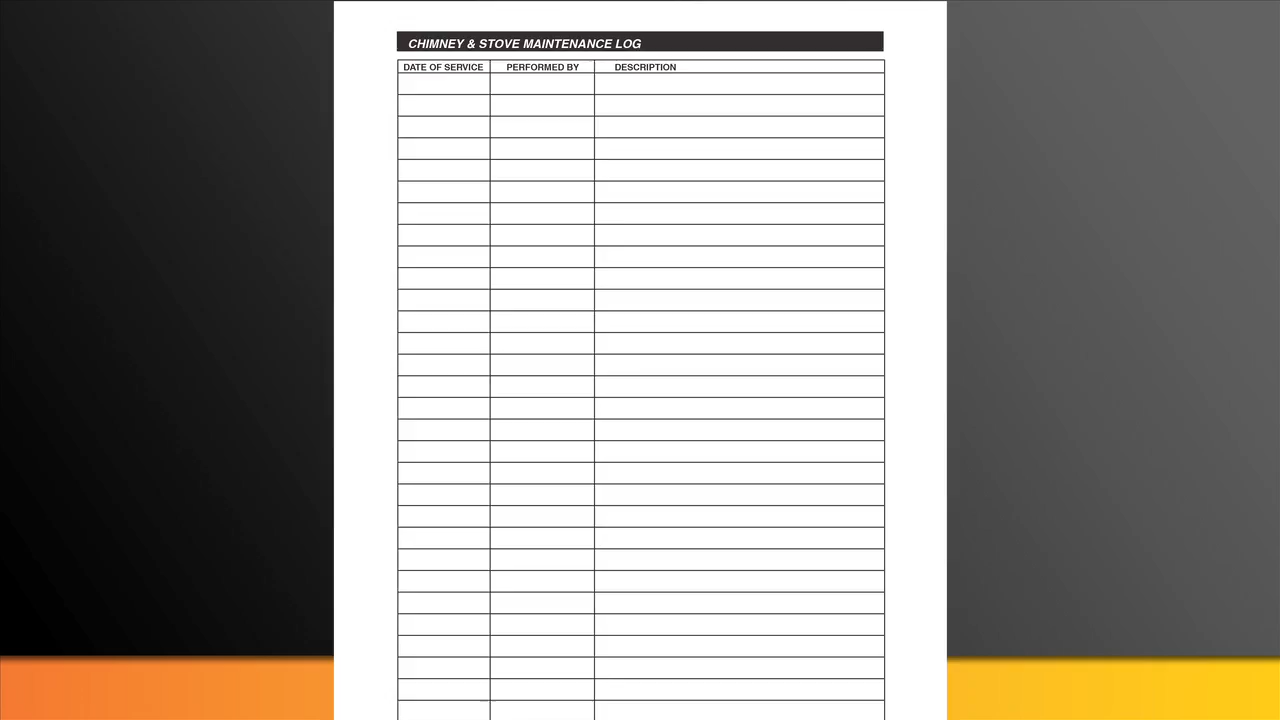 CHIMNEY & STOVE MAINTENANCE LOG
DATE OF SERVICE PERFORMED BY DESCRIPTION